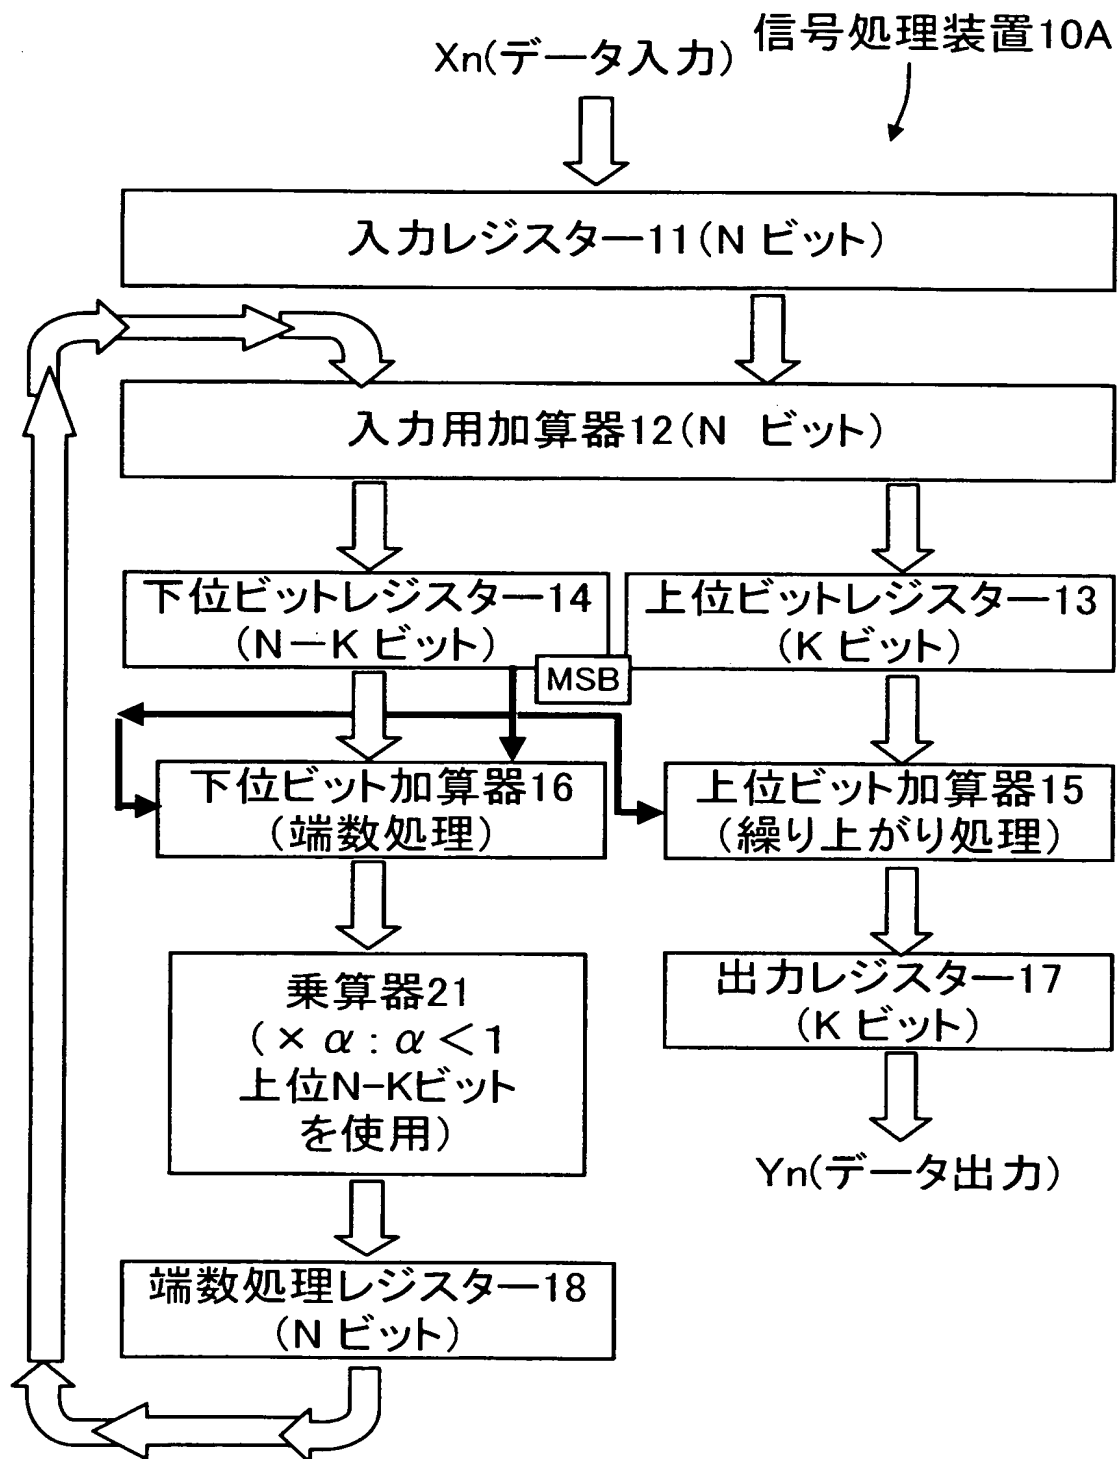 信号処理装置10A
Xn(データ入力)
入力レジスター11(N ビット)
入力用加算器12(N ビット)
下位ビットレジスター14
(N－K ビット)
上位ビットレジスター13
(K ビット)
MSB
下位ビット加算器16
(端数処理)
上位ビット加算器15
(繰り上がり処理)
乗算器21
(× α : α ＜1
上位N-Kビット
を使用)
出力レジスター17
(K ビット)
Yn(データ出力)
端数処理レジスター18
(N ビット)